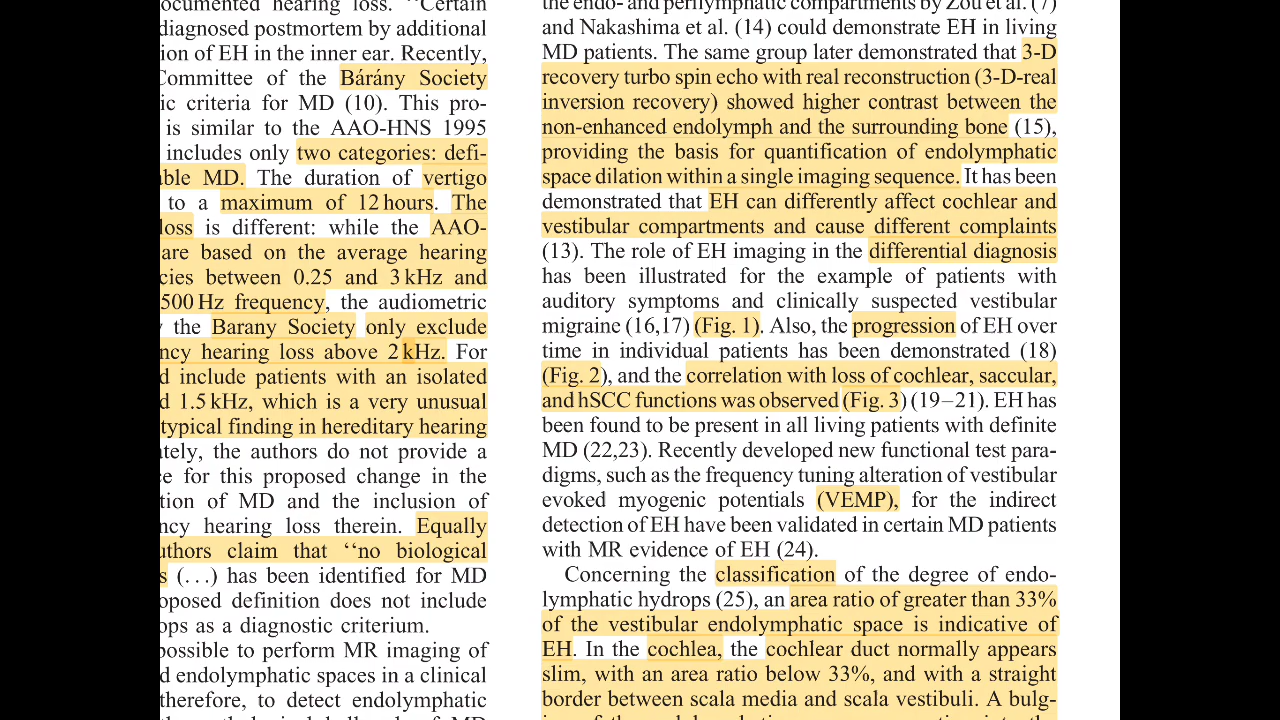 ocumented hearing loss. ‘‘Certain
diagnosed postmortem by additional
ion of EH in the inner ear. Recently,
Committee of the Bárány Society
ic criteria for MD (10). This pro-
is similar to the AAO-HNS 1995
includes only two categories: defi-
able MD. The duration of vertigo
to a maximum of 12 hours. The
loss is different: while the AAO-
are based on the average hearing
cies between 0.25 and 3 kHz and
500 Hz frequency, the audiometric
the Barany Society only exclude
ncy hearing loss above 2 kHz. For
d include patients with an isolated
d 1.5 kHz, which is a very unusual
typical finding in hereditary hearing
ately, the authors do not provide a
ce for this proposed change in the
tion of MD and the inclusion of
ncy hearing loss therein. Equally
uthors claim that ‘‘no biological
s (...) has been identified for MD
oposed definition does not include
ops as a diagnostic criterium.
possible to perform MR imaging of
d endolymphatic spaces in a clinical
therefore, to detect endolymphatic
the endo- and perilymphatic compartments by Zou et al. (7)
and Nakashima et al. (14) could demonstrate EH in living
MD patients. The same group later demonstrated that 3-D
recovery turbo spin echo with real reconstruction (3-D-real
inversion recovery) showed higher contrast between the
non-enhanced endolymph and the surrounding bone (15),
providing the basis for quantification of endolymphatic
space dilation within a single imaging sequence. It has been
demonstrated that EH can differently affect cochlear and
vestibular compartments and cause different complaints
(13). The role of EH imaging in the differential diagnosis
has been illustrated for the example of patients with
auditory symptoms and clinically suspected vestibular
migraine (16,17) (Fig. 1). Also, the progression of EH over
time in individual patients has been demonstrated (18)
(Fig. 2), and the correlation with loss of cochlear, saccular,
and hSCC functions was observed (Fig. 3) (19–21). EH has
been found to be present in all living patients with definite
MD (22,23). Recently developed new functional test para-
digms, such as the frequency tuning alteration of vestibular
evoked myogenic potentials (VEMP), for the indirect
detection of EH have been validated in certain MD patients
with MR evidence of EH (24).
Concerning the classification of the degree of endo-
lymphatic hydrops (25), an area ratio of greater than 33%
of the vestibular endolymphatic space is indicative of
EH. In the cochlea, the cochlear duct normally appears
slim, with an area ratio below 33%, and with a straight
border between scala media and scala vestibuli. A bulg-